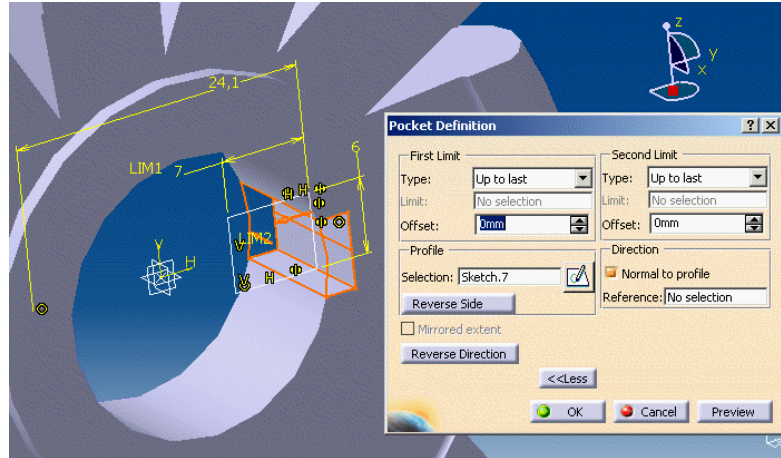 24,1
LIM1
7
6
H
H
V
LIM2
V
H
V
H
z
y
x
Pocket Definition
? X
First Limit
Type: Up to last
Limit: No selection
Offset: 0mm
Second Limit
Type: Up to last
Limit: No selection
Offset: 0mm
Profile
Selection: Sketch.7
Reverse Side
Direction
Normal to profile
Reference: No selection
Mirrored extent
Reverse Direction
<<Less
OK
Cancel
Preview